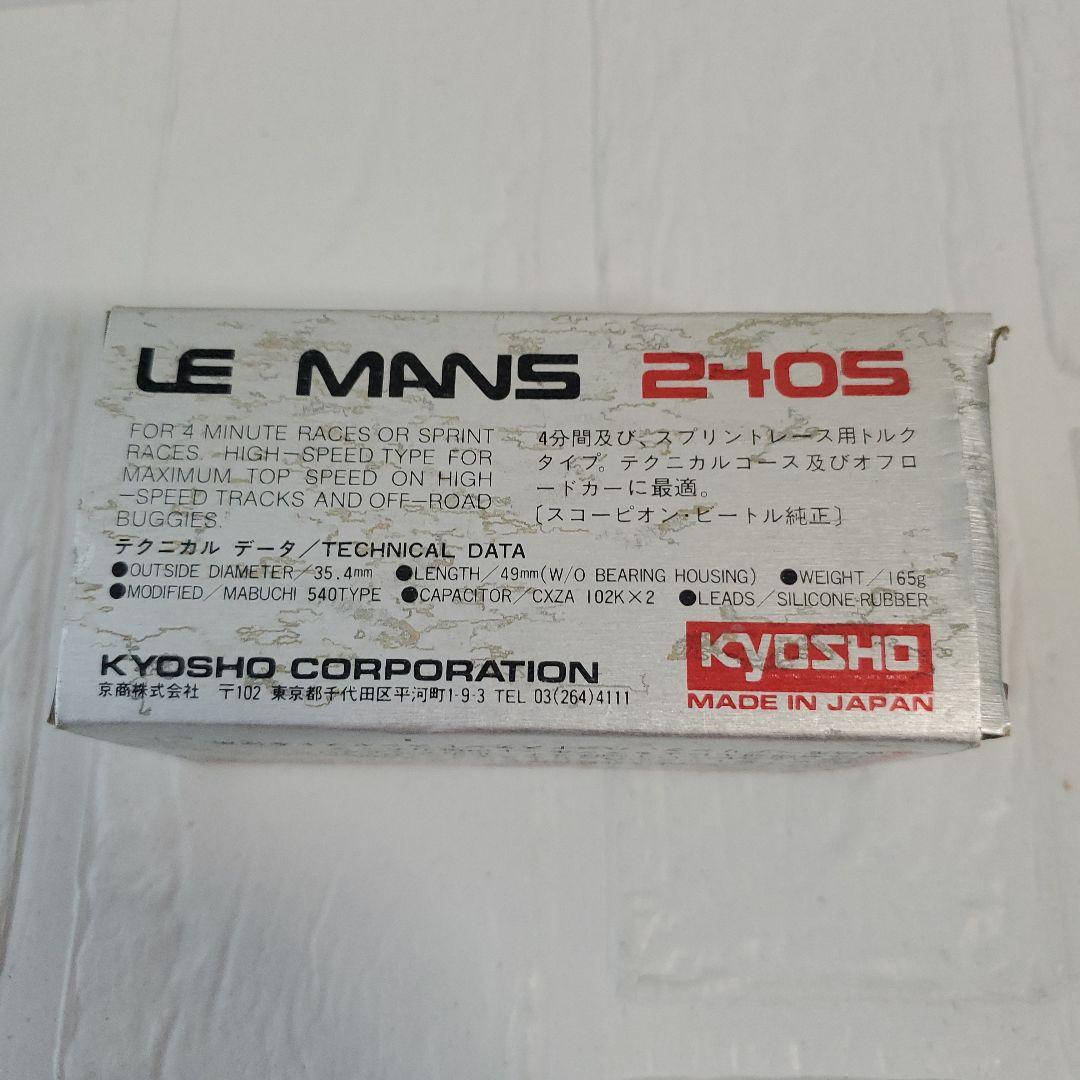 LE MANS 240S
FOR 4 MINUTE RACES OR SPRINT
RACES. HIGH-SPEED TYPE FOR
MAXIMUM TOP SPEED ON HIGH
-SPEED TRACKS AND OFF-ROAD
BUGGIES.
4分間及び、スプリントレース用トルク
タイプ。テクニカルコース及びオフロ
ードカーに最適。
〔スコーピオン・ビートル純正〕
テクニカル データ/TECHNICAL DATA
●OUTSIDE DIAMETER/35.4mm ●LENGTH/49mm(W/O BEARING HOUSING) ●WEIGHT/165g
●MODIFIED/MABUCHI 540TYPE ●CAPACITOR/CXZA 102K×2 ●LEADS/SILICONE-RUBBER
KYOSHO CORPORATION
京商株式会社 〒102 東京都千代田区平河町1-9-3 TEL 03(264)4111
KYOSHO
MADE IN JAPAN